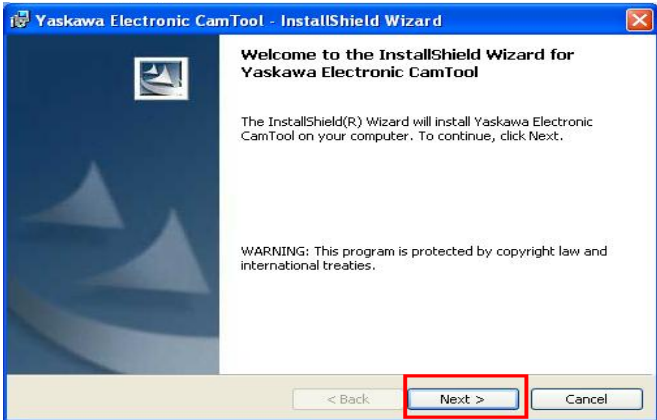 Yaskawa Electronic CamTool - InstallShield Wizard
Welcome to the InstallShield Wizard for
Yaskawa Electronic CamTool
The InstallShield(R) Wizard will install Yaskawa Electronic
CamTool on your computer. To continue, click Next.
WARNING: This program is protected by copyright law and
international treaties.
< Back Next > Cancel